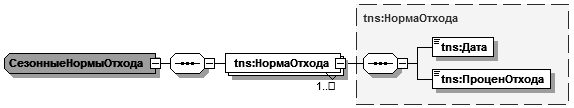 tns:НормаОтхода
СезонныеНормыОтхода
tns:НормаОтхода
1..□
tns:Дата
tns:ПроценОтхода